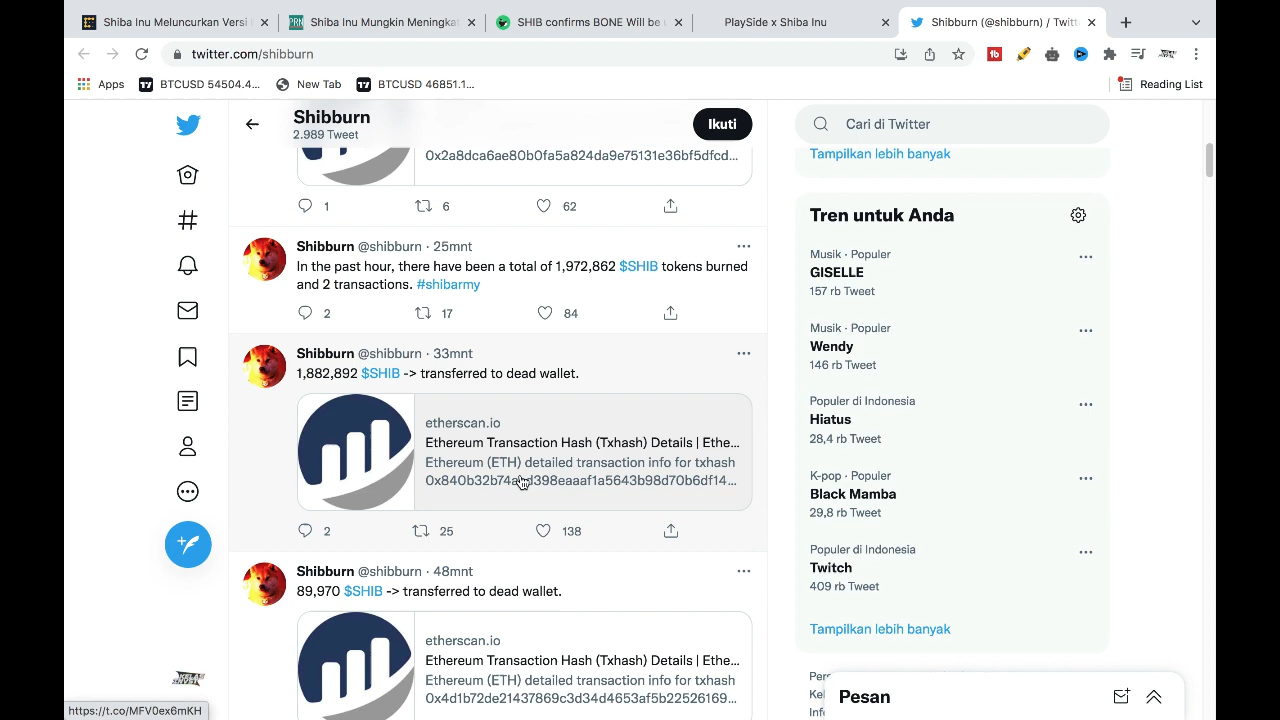 Shiba Inu Meluncurkan Versi
Shiba Inu Mungkin Mening
SHIB confirms BONE Will be
PlaySide x Shiba Inu
Shibburn (@shibburn) / Twitt
twitter.com/shibburn
Apps
BTCUSD 54504.4...
New Tab
BTCUSD 46851.1...
Reading List
Shibburn
2.989 Tweet
Ikuti
0x2a8dca6ae80b0fa5a824da9e75131e36bf5dfcd...
1 6 62
Shibburn @shibburn · 25mnt
In the past hour, there have been a total of 1,972,862 $SHIB tokens burned
and 2 transactions. #shibarmy
2 17 84
Shibburn @shibburn · 33mnt
1,882,892 $SHIB -> transferred to dead wallet.
etherscan.io
Ethereum Transaction Hash (Txhash) Details | Ethe...
Ethereum (ETH) detailed transaction info for txhash
2 25 138
Shibburn @shibburn · 48mnt
89,970 $SHIB -> transferred to dead wallet.
etherscan.io
Ethereum Transaction Hash (Txhash) Details | Ethe...
Ethereum (ETH) detailed transaction info for txhash
0x4d1b72de21437869c3d34d4653af5b22526169...
https://t.co/MFV0ex6mKH
Cari di Twitter
Tampilkan lebih banyak
Tren untuk Anda
Musik · Populer
GISELLE
157 rb Tweet
Musik · Populer
Wendy
146 rb Tweet
Populer di Indonesia
Hiatus
28,4 rb Tweet
K-pop · Populer
Black Mamba
29,8 rb Tweet
Populer di Indonesia
Twitch
409 rb Tweet
Tampilkan lebih banyak
Pesan